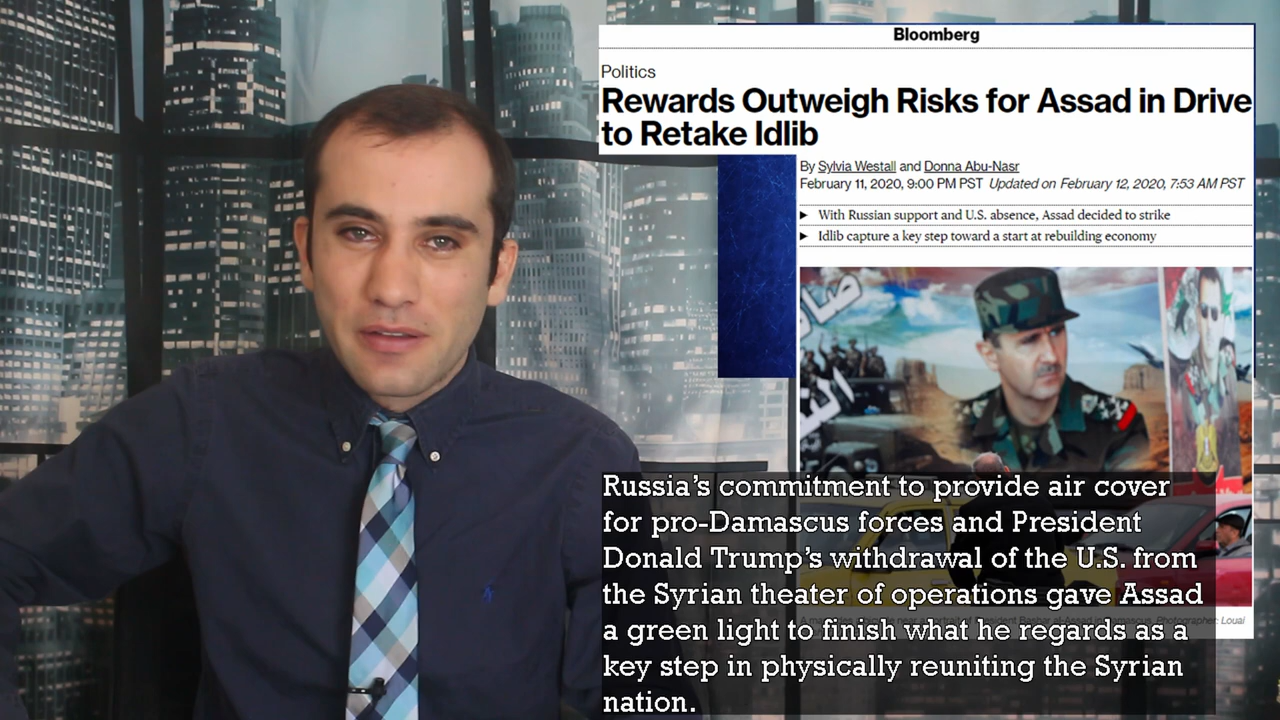 Bloomberg
Politics
Rewards Outweigh Risks for Assad in Drive
to Retake Idlib
By Sylvia Westall and Donna Abu-Nasr
February 11, 2020, 9:00 PM PST Updated on February 12, 2020, 7:53 AM PST
With Russian support and U.S. absence, Assad decided to strike
Idlib capture a key step toward a start at rebuilding economy
Russia's commitment to provide air cover
for pro-Damascus forces and President
Donald Trump's withdrawal of the U.S. from
the Syrian theater of operations gave Assad
a green light to finish what he regards as a
key step in physically reuniting the Syrian
nation.
Photographer: Louai